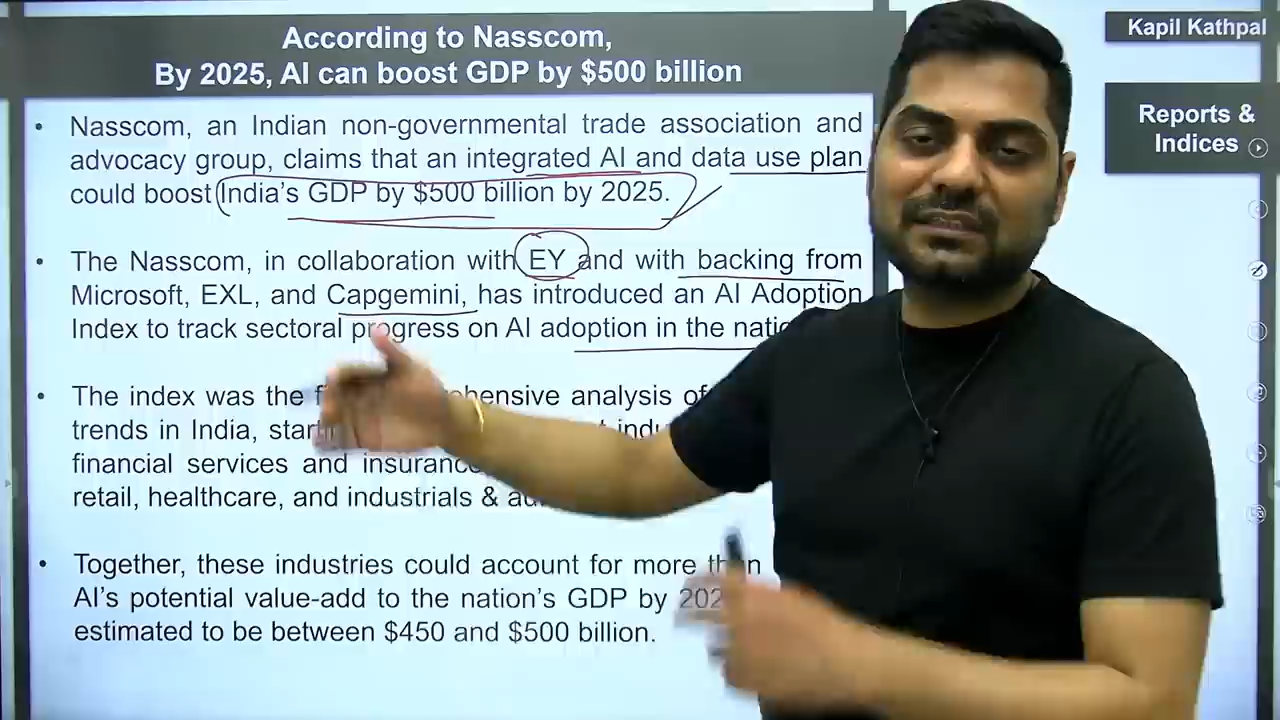 According to Nasscom,
By 2025, AI can boost GDP by $500 billion
Kapil Kathpal
Reports &
Indices
• Nasscom, an Indian non-governmental trade association and
advocacy group, claims that an integrated AI and data use plan
could boost India's GDP by $500 billion by 2025.
• The Nasscom, in collaboration with EY and with backing from
Microsoft, EXL, and Capgemini, has introduced an AI Adoption
Index to track sectoral progress on AI adoption in the
• The index was the analysis of
trends in India,
financial services and
retail, healthcare, and industrials &
• Together, these industries could account for more than
AI's potential value-add to the nation's GDP by
estimated to be between $450 and $500 billion.